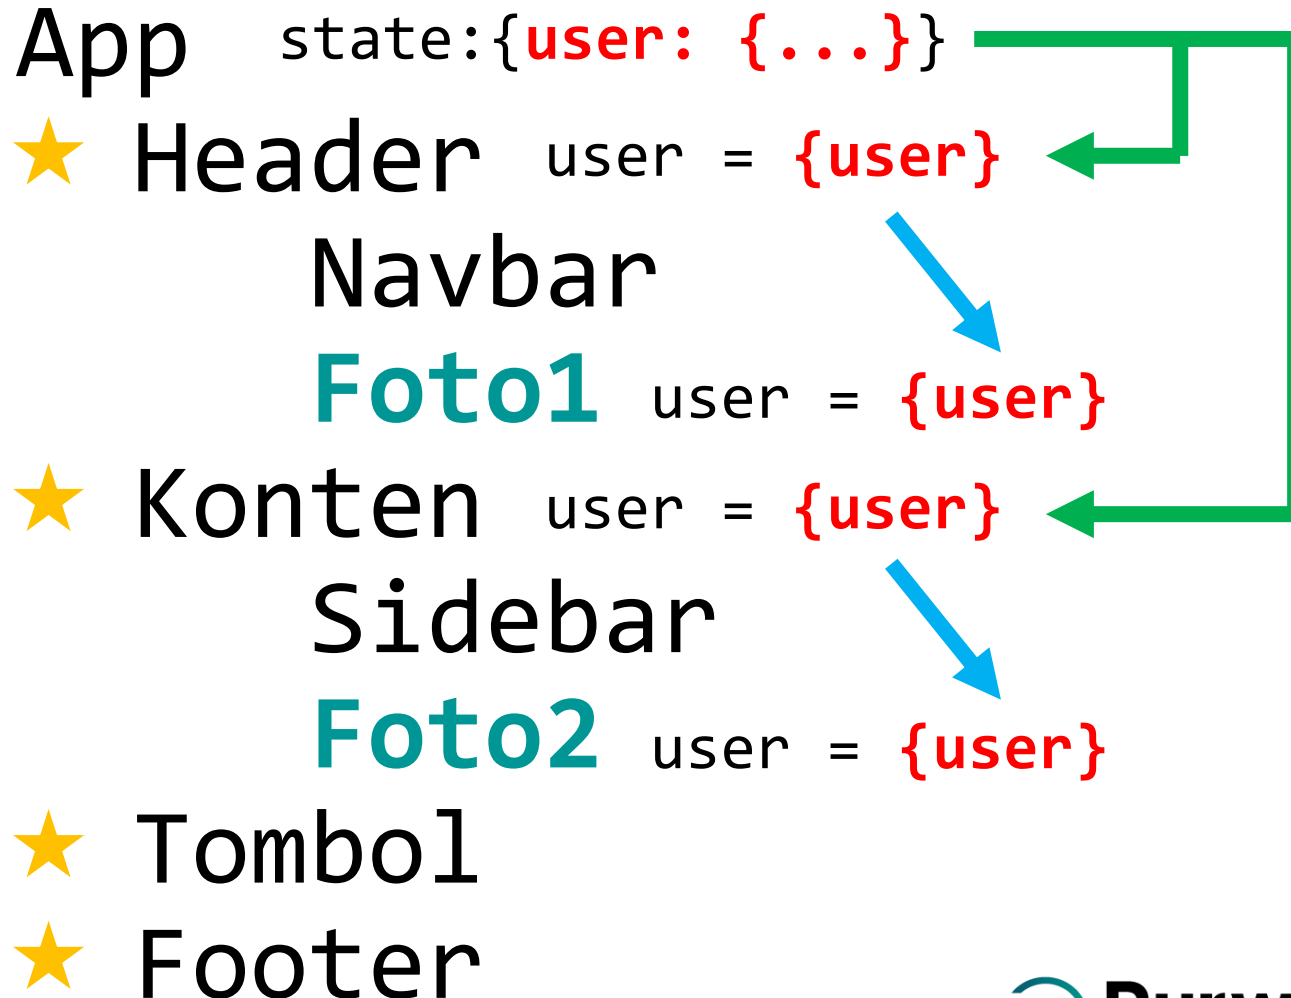 App state:{user: {...}}
★ Header user = {user}
Navbar
Foto1 user = {user}
★ Konten user = {user}
Sidebar
Foto2 user = {user}
★ Tombol
★ Footer